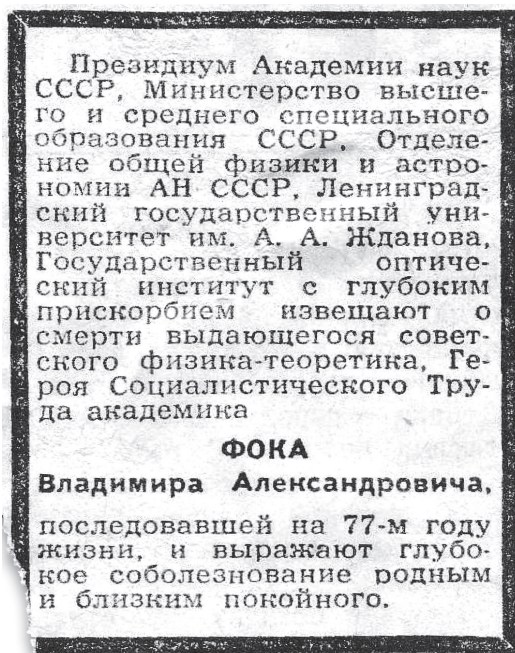 Президиум Академии наук
СССР, Министерство высше-
го и среднего специального
образования СССР, Отделе-
ние общей физики и астро-
номии АН СССР, Ленинград-
ский государственный уни-
верситет им. А. А. Жданова,
Государственный оптиче-
ский институт с глубоким
прискорбием извещают о
смерти выдающегося совет-
ского физика-теоретика, Ге-
роя Социалистического Тру-
да академика
ФОКА
Владимира Александровича,
последовавшей на 77-м году
жизни, и выражают глубо-
кое соболезнование родным
и близким покойного.